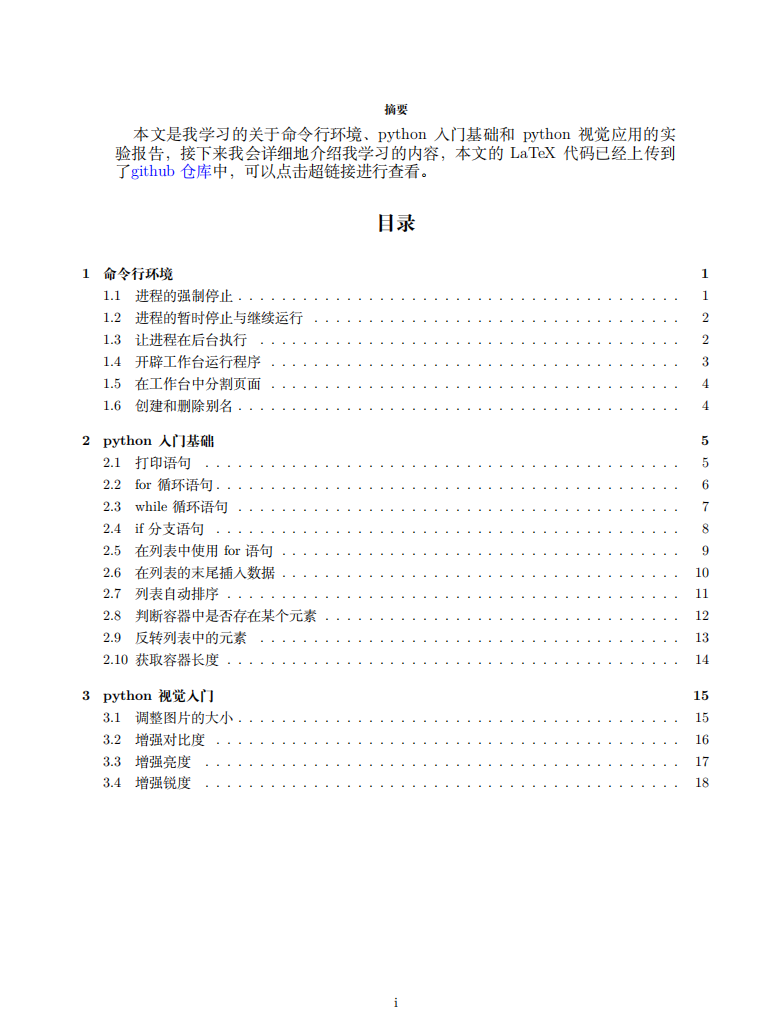 摘要
本文是我学习的关于命令行环境、python 入门基础和 python 视觉应用的实
验报告，接下来我会详细地介绍我学习的内容，本文的 LaTeX 代码已经上传到
了github 仓库中，可以点击超链接进行查看。
目录
1 命令行环境 1
1.1 进程的强制停止 . . . . . . . . . . . . . . . . . . . . . . . . . . . . . . . . . . . . . . . . 1
1.2 进程的暂时停止与继续运行 . . . . . . . . . . . . . . . . . . . . . . . . . . . . . . . . . 2
1.3 让进程在后台执行 . . . . . . . . . . . . . . . . . . . . . . . . . . . . . . . . . . . . . . 2
1.4 开辟工作台运行程序 . . . . . . . . . . . . . . . . . . . . . . . . . . . . . . . . . . . . . 3
1.5 在工作台中分割页面 . . . . . . . . . . . . . . . . . . . . . . . . . . . . . . . . . . . . . 4
1.6 创建和删除别名 . . . . . . . . . . . . . . . . . . . . . . . . . . . . . . . . . . . . . . . . 4
2 python 入门基础 5
2.1 打印语句 . . . . . . . . . . . . . . . . . . . . . . . . . . . . . . . . . . . . . . . . . . . 5
2.2 for 循环语句 . . . . . . . . . . . . . . . . . . . . . . . . . . . . . . . . . . . . . . . . . . 6
2.3 while 循环语句 . . . . . . . . . . . . . . . . . . . . . . . . . . . . . . . . . . . . . . . . 7
2.4 if 分支语句 . . . . . . . . . . . . . . . . . . . . . . . . . . . . . . . . . . . . . . . . . . 8
2.5 在列表中使用 for 语句 . . . . . . . . . . . . . . . . . . . . . . . . . . . . . . . . . . . . 9
2.6 在列表的末尾插入数据 . . . . . . . . . . . . . . . . . . . . . . . . . . . . . . . . . . . . 10
2.7 列表自动排序 . . . . . . . . . . . . . . . . . . . . . . . . . . . . . . . . . . . . . . . . . 11
2.8 判断容器中是否存在某个元素 . . . . . . . . . . . . . . . . . . . . . . . . . . . . . . . . 12
2.9 反转列表中的元素 . . . . . . . . . . . . . . . . . . . . . . . . . . . . . . . . . . . . . . 13
2.10 获取容器长度 . . . . . . . . . . . . . . . . . . . . . . . . . . . . . . . . . . . . . . . . . 14
3 python 视觉入门 15
3.1 调整图片的大小 . . . . . . . . . . . . . . . . . . . . . . . . . . . . . . . . . . . . . . . . 15
3.2 增强对比度 . . . . . . . . . . . . . . . . . . . . . . . . . . . . . . . . . . . . . . . . . . 16
3.3 增强亮度 . . . . . . . . . . . . . . . . . . . . . . . . . . . . . . . . . . . . . . . . . . . 17
3.4 增强锐度 . . . . . . . . . . . . . . . . . . . . . . . . . . . . . . . . . . . . . . . . . . . 18
i